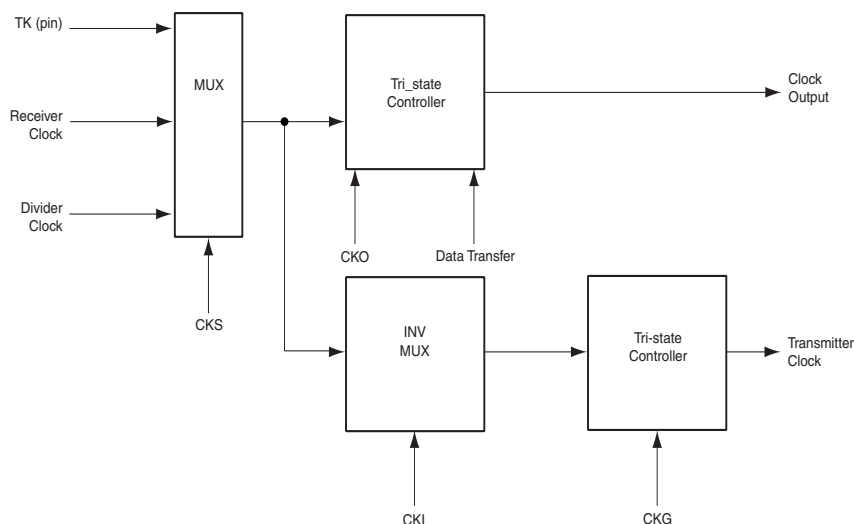 TK (pin)
MUX
Tri_state
Controller
Clock
Output
Receiver
Clock
Divider
Clock
CKO
Data Transfer
CKS
INV
MUX
Tri-state
Controller
Transmitter
Clock
CKI
CKG